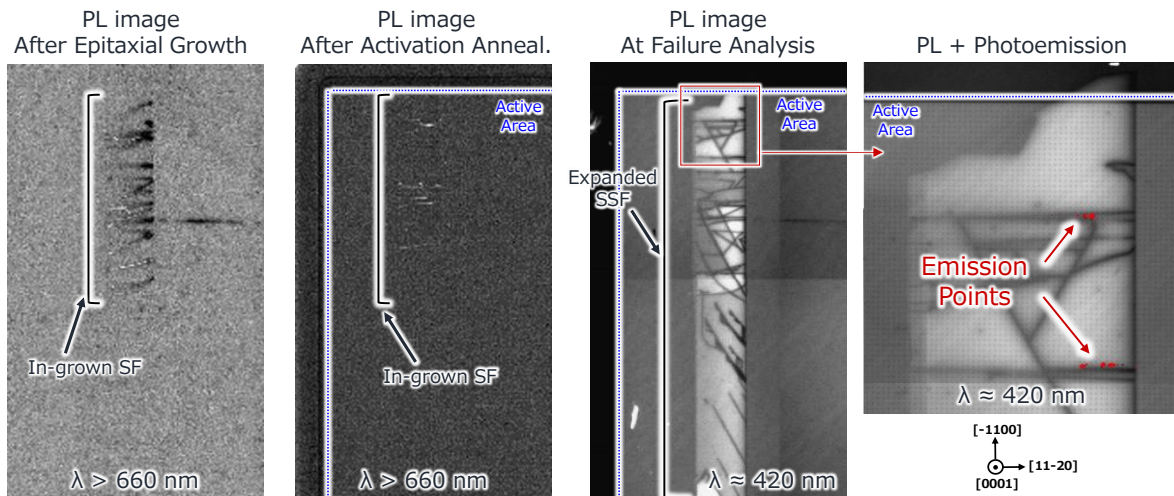 PL image
After Epitaxial Growth
In-grown SF
λ > 660 nm
PL image
After Activation Anneal.
Active
Area
In-grown SF
λ > 660 nm
PL image
At Failure Analysis
Active
Area
Expanded
SSF
λ ≈ 420 nm
PL + Photoemission
Active
Area
Emission
Points
λ ≈ 420 nm
[-1100]
[11-20]
[0001]